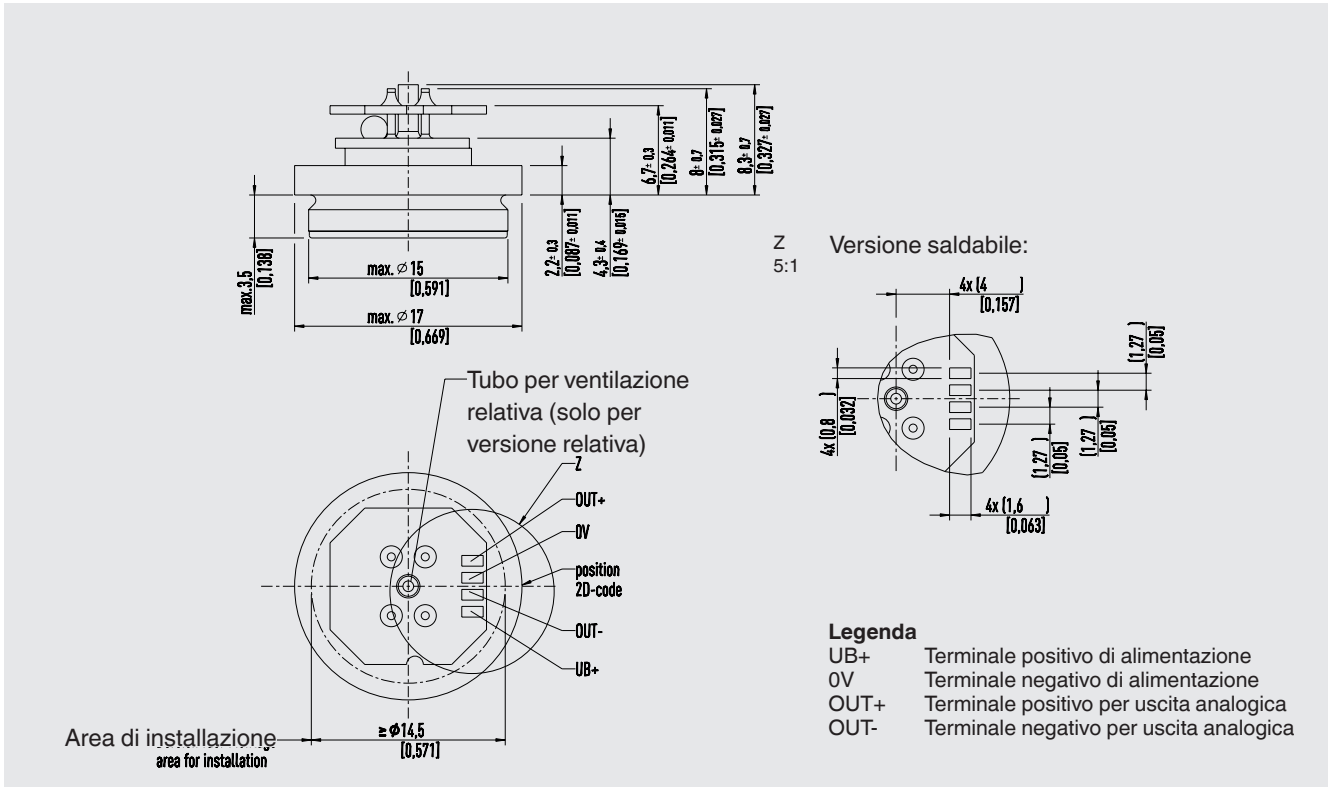 6,7± 0,3
[0,264± 0,011]
8± 0,7
[0,315± 0,027]
8,3± 0,7
[0,327± 0,027]
2,2± 0,3
[0,087± 0,011]
4,3± 0,4
[0,169± 0,015]
max.3,5
[0,138]
max. ⌀ 15
[0,591]
max. ⌀ 17
[0,669]
Z
5:1
Versione saldabile:
4x (4 )
[0,157]
(1,27 )
[0,05]
(1,27 )
[0,05]
(1,27 )
[0,05]
4x (0,8 )
[0,032]
4x (1,6 )
[0,063]
Tubo per ventilazione
relativa (solo per
versione relativa)
Z
OUT+
0V
position
2D-code
OUT-
UB+
≥ ⌀14,5
[0,571]
Area di installazione
area for installation
Legenda
UB+ Terminale positivo di alimentazione
0V Terminale negativo di alimentazione
OUT+ Terminale positivo per uscita analogica
OUT- Terminale negativo per uscita analogica